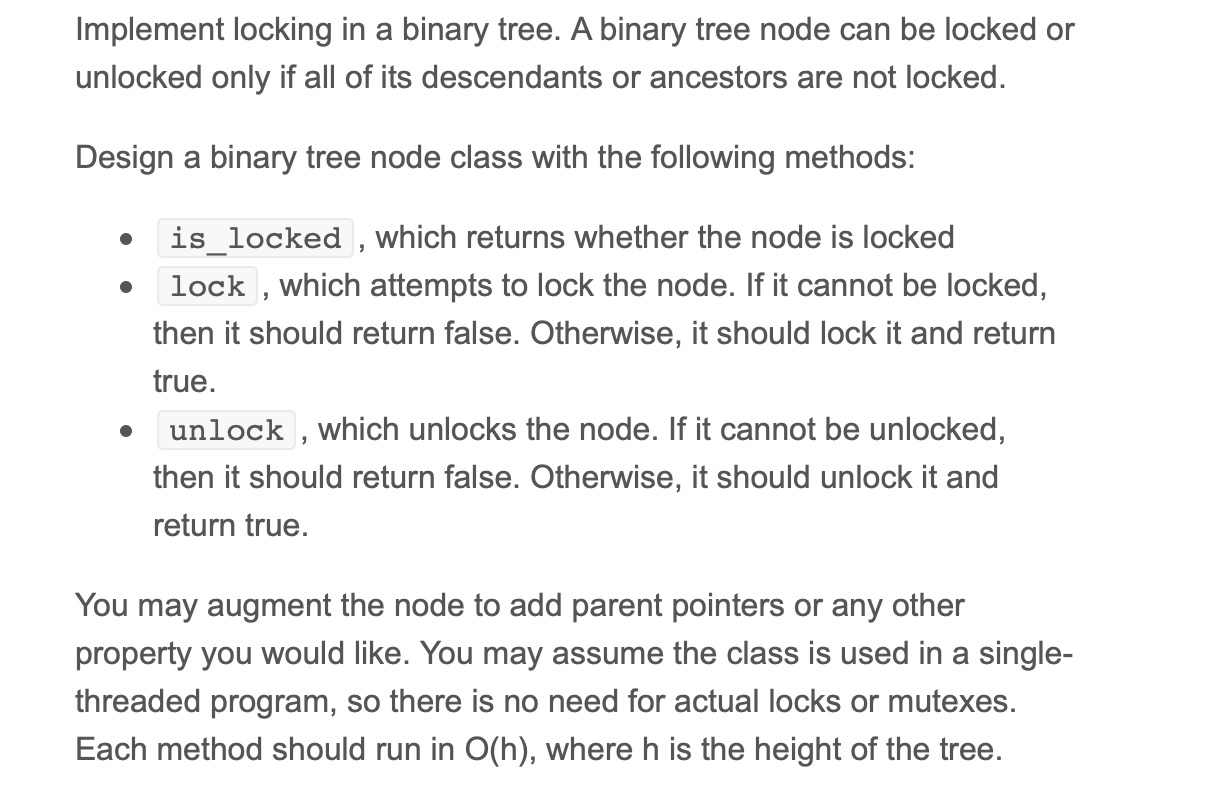 Implement locking in a binary tree. A binary tree node can be locked or
unlocked only if all of its descendants or ancestors are not locked.
Design a binary tree node class with the following methods:
• is_locked , which returns whether the node is locked
• lock , which attempts to lock the node. If it cannot be locked,
then it should return false. Otherwise, it should lock it and return
true.
• unlock , which unlocks the node. If it cannot be unlocked,
then it should return false. Otherwise, it should unlock it and
return true.
You may augment the node to add parent pointers or any other
property you would like. You may assume the class is used in a single-
threaded program, so there is no need for actual locks or mutexes.
Each method should run in O(h), where h is the height of the tree.